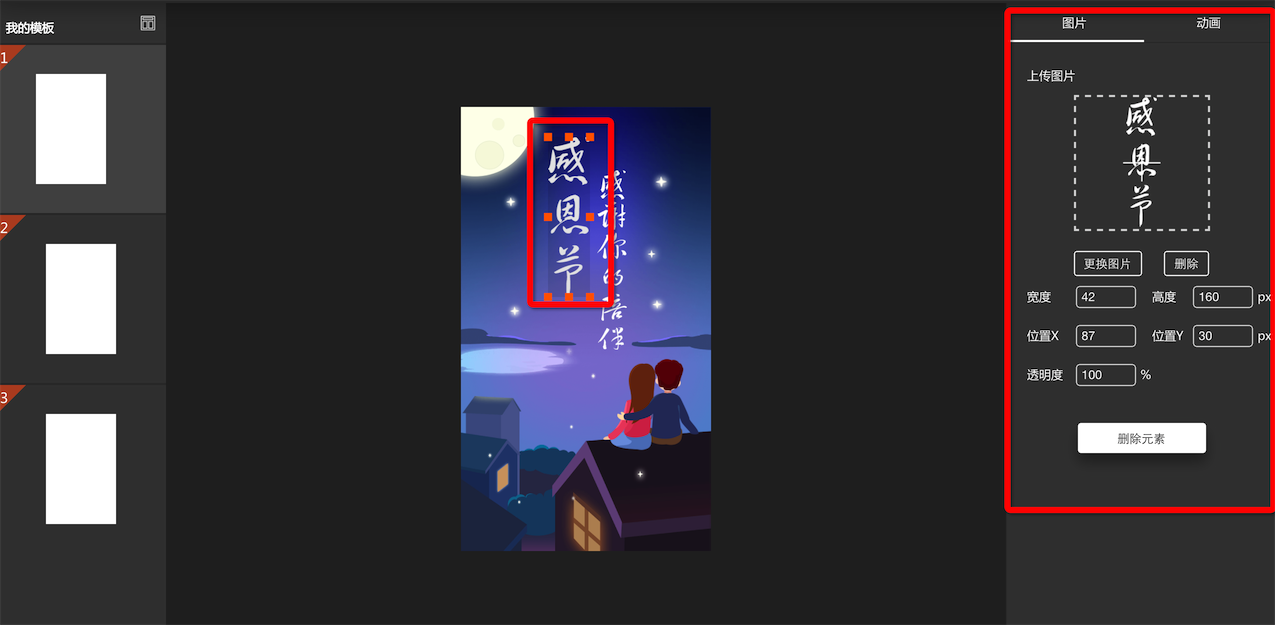 我的模板
1
2
3
感恩节
感谢你的陪伴
图片 动画
上传图片
感恩节
更换图片 删除
宽度 42 高度 160 px
位置X 87 位置Y 30 px
透明度 100 %
删除元素